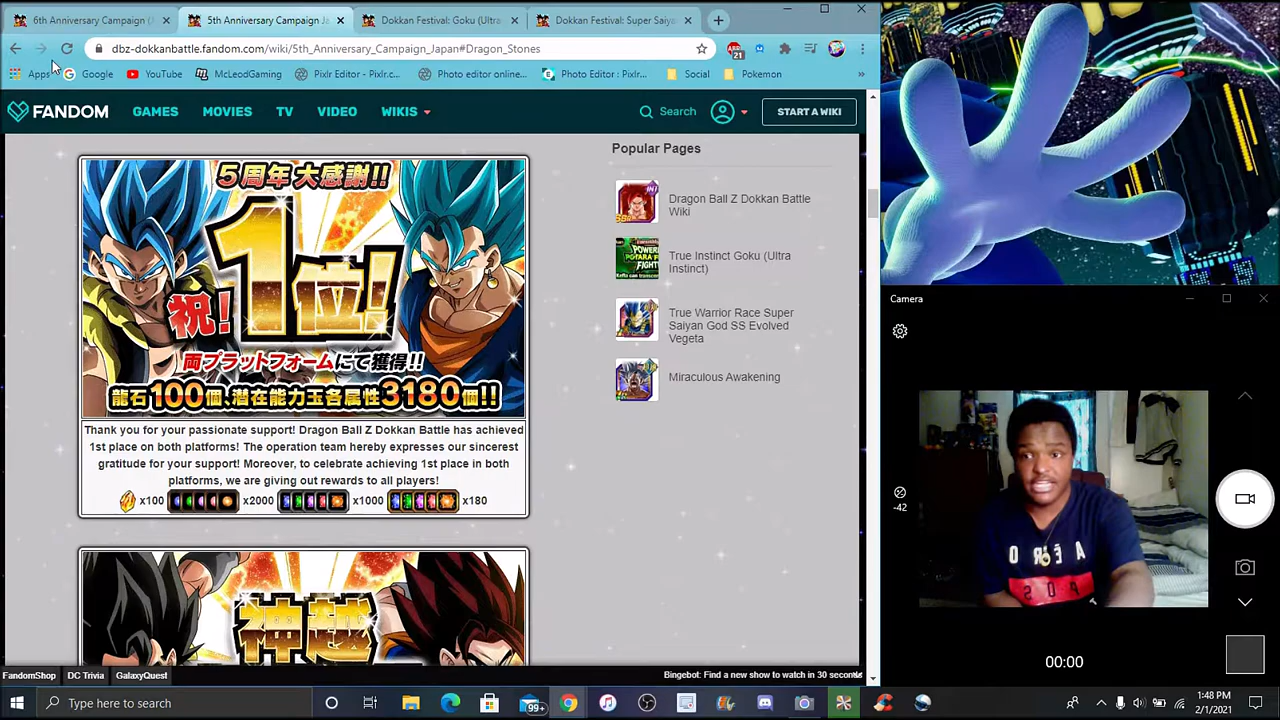 6th Anniversary Campaign (
5th Anniversary Campaign Ja
Dokkan Festival: Goku (Ultra
Dokkan Festival: Super Saiya
dbz-dokkanbattle.fandom.com/wiki/5th_Anniversary_Campaign_Japan#Dragon_Stones
21
Apps
Google
YouTube
McLeodGaming
Pixlr Editor - Pixlr.c...
Photo editor online...
Photo Editor : Pixlr...
Social
Pokemon
FANDOM
GAMES
MOVIES
TV
VIDEO
WIKIS
Search
START A WIKI
Popular Pages
Dragon Ball Z Dokkan Battle
Wiki
True Instinct Goku (Ultra
Instinct)
True Warrior Race Super
Saiyan God SS Evolved
Vegeta
Miraculous Awakening
5周年大感謝!!
祝!
1位!
両プラットフォームにて獲得!!
龍石100個、潜在能力玉各属性3180個!!
Thank you for your passionate support! Dragon Ball Z Dokkan Battle has achieved
1st place on both platforms! The operation team hereby expresses our sincerest
gratitude for your support! Moreover, to celebrate achieving 1st place in both
platforms, we are giving out rewards to all players!
x100
x2000
x1000
x180
神越
FandomShop
DC Trivia
GalaxyQuest
Bingebot: Find a new show to watch in 30 seconds
Camera
-42
AERO
POS
00:00
Type here to search
99+
1:48 PM
2/1/2021